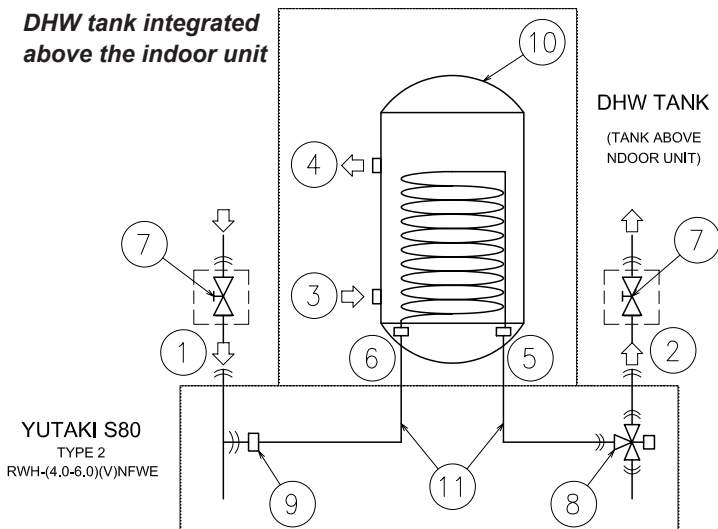 DHW tank integrated
above the indoor unit
10
DHW TANK
(TANK ABOVE
NDOOR UNIT)
4
7
7
3
1
6
5
2
YUTAKI S80
TYPE 2
RWH-(4.0-6.0)(V)NFWE
9
11
8